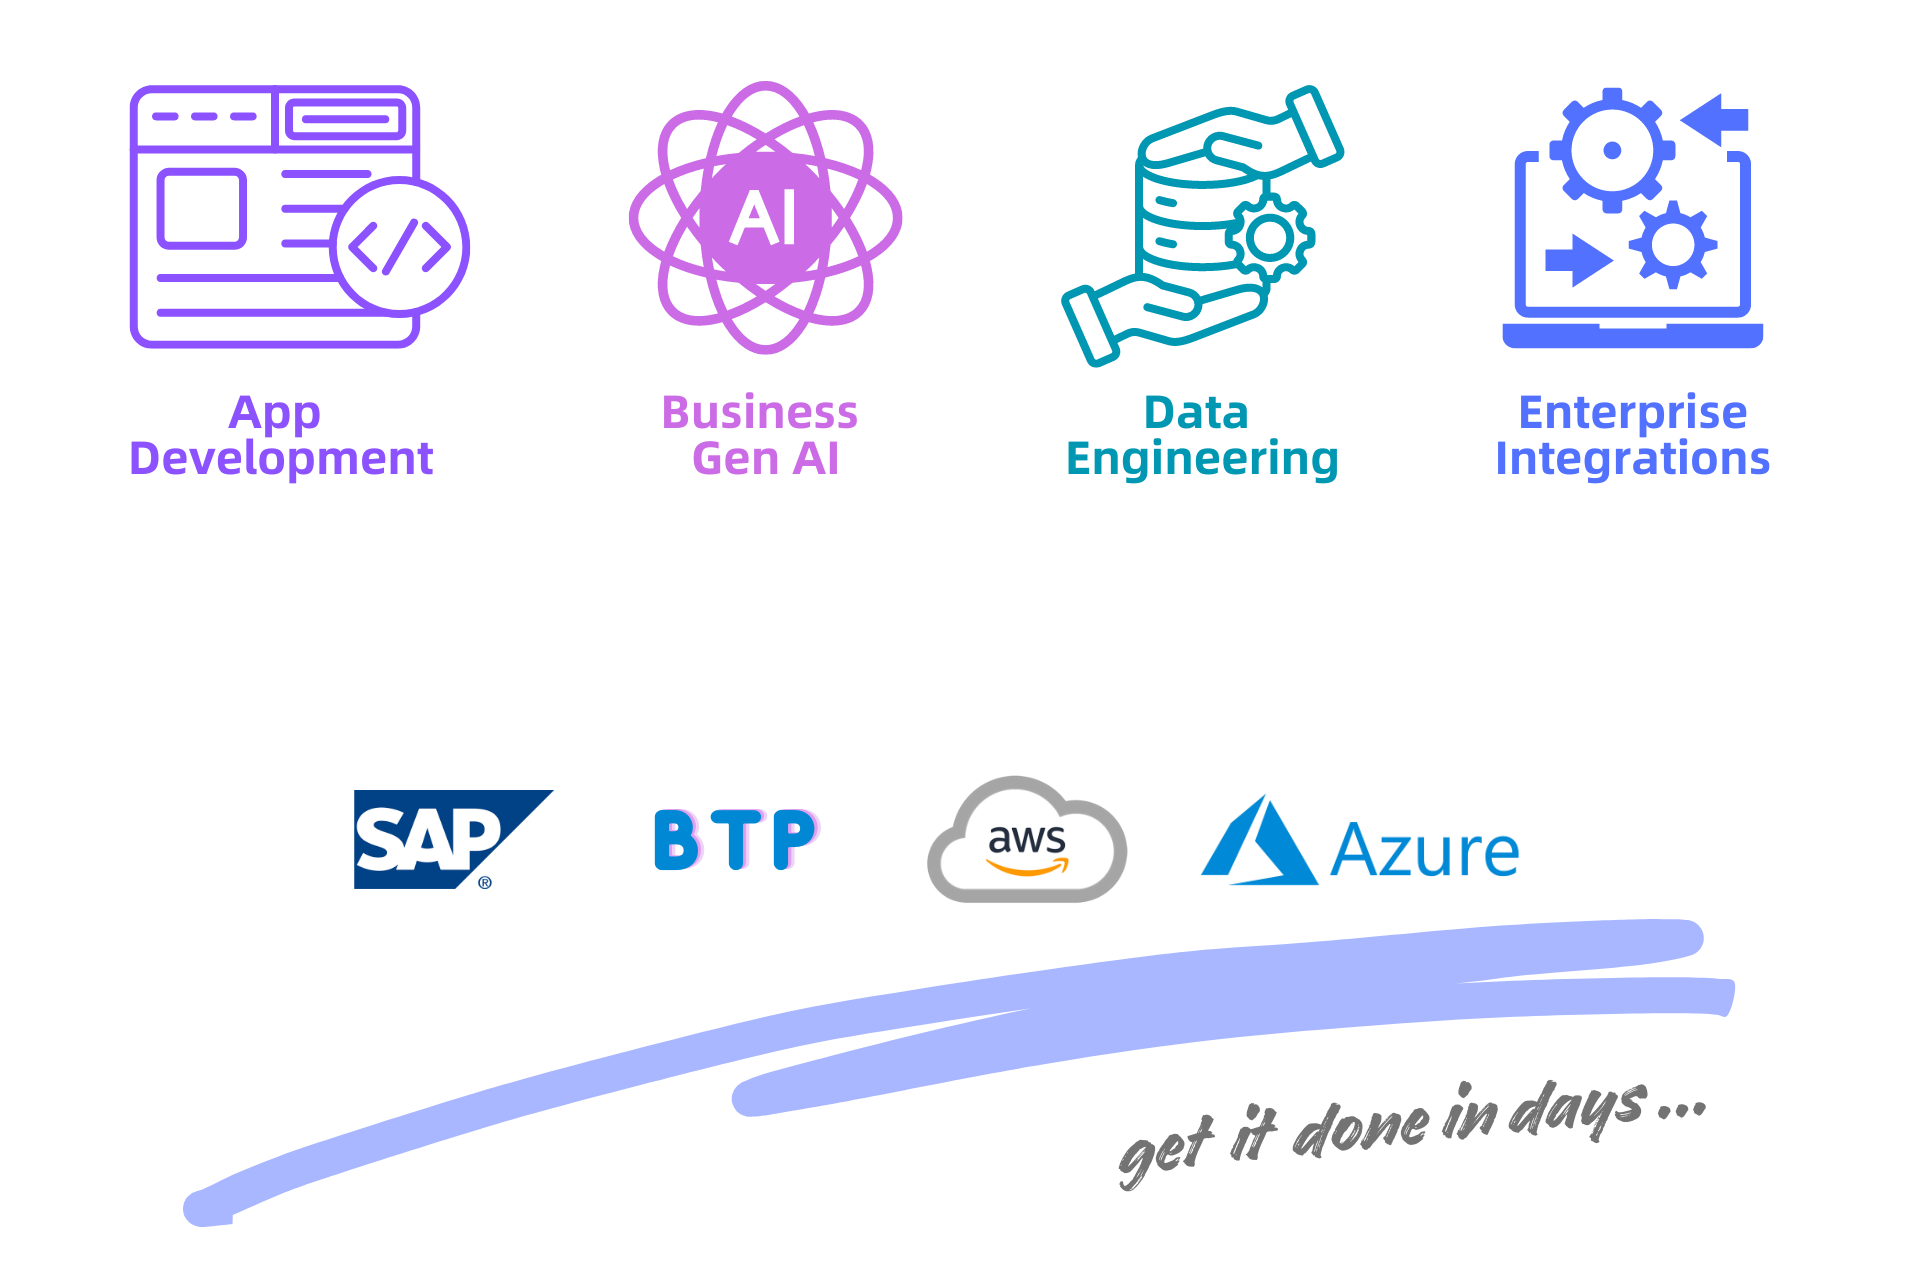 AI
App
Development
Business
Gen AI
Data
Engineering
Enterprise
Integrations
SAP ®
BTP
aws
Azure
get it done in days...